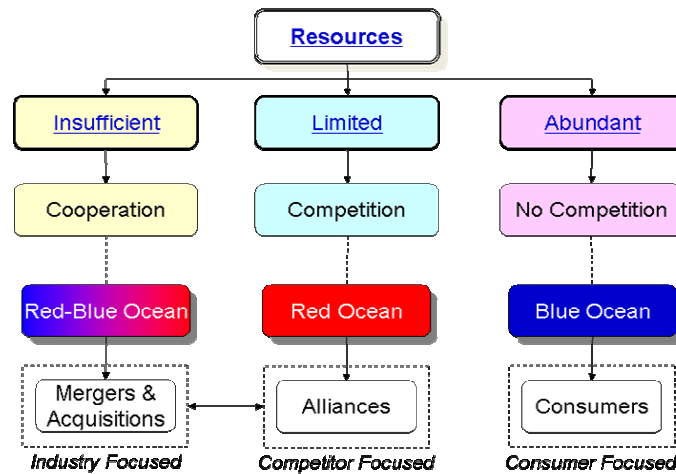 Resources
Insufficient
Limited
Abundant
Cooperation
Competition
No Competition
Red-Blue Ocean
Red Ocean
Blue Ocean
Mergers &
Acquisitions
Alliances
Consumers
Industry Focused
Competitor Focused
Consumer Focused